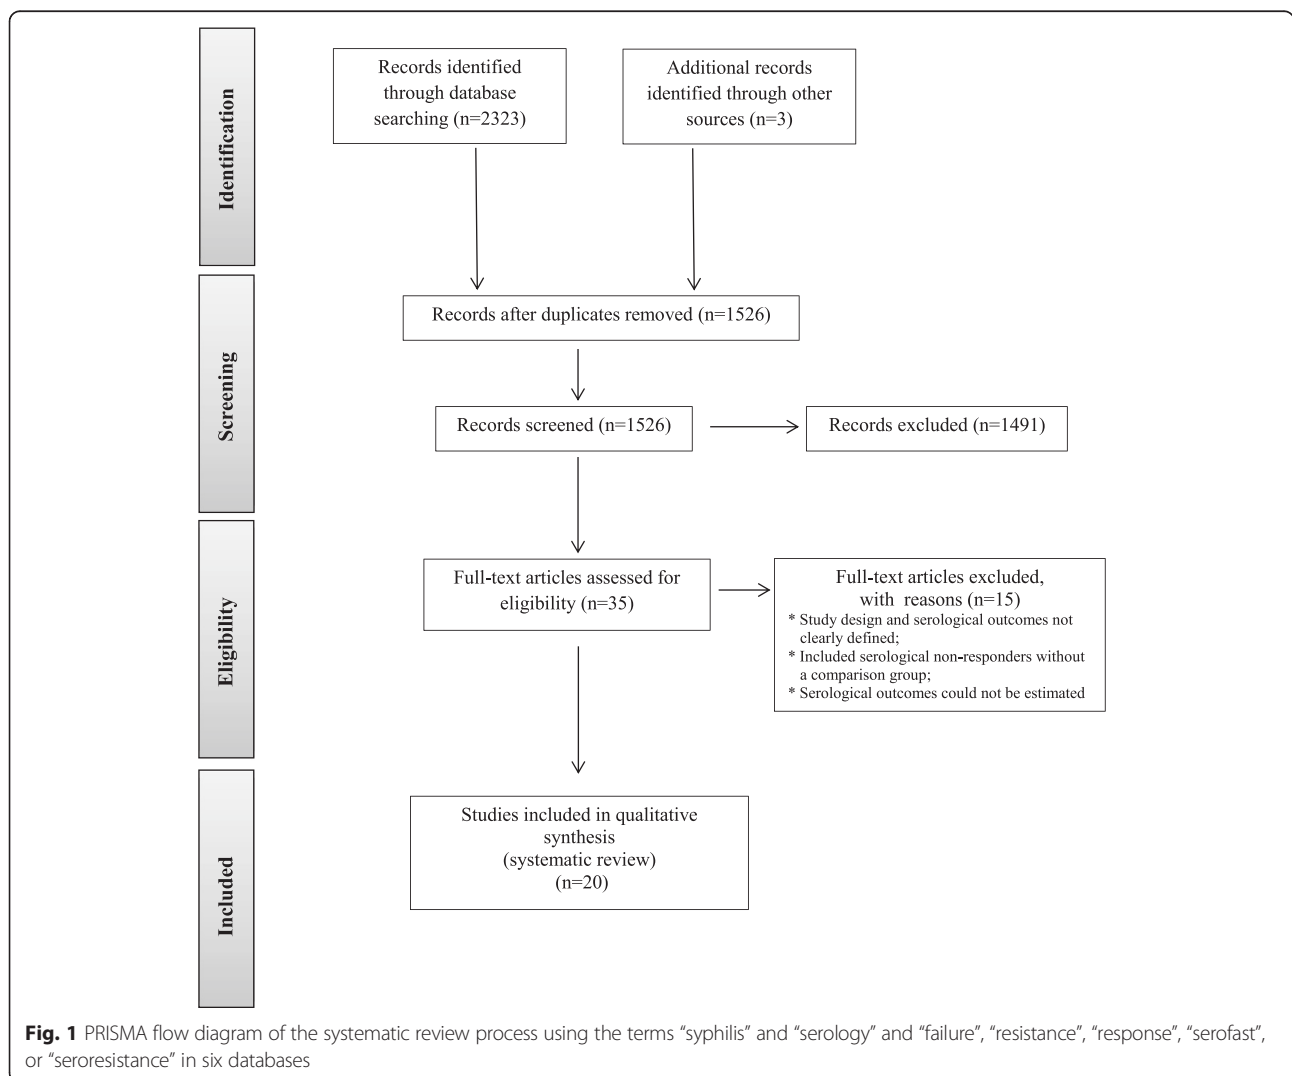 Identification
Records identified
through database
searching (n=2323)
Additional records
identified through other
sources (n=3)
Screening
Records after duplicates removed (n=1526)
Records screened (n=1526)
Records excluded (n=1491)
Eligibility
Full-text articles assessed for
eligibility (n=35)
Full-text articles excluded,
with reasons (n=15)
* Study design and serological outcomes not
clearly defined;
* Included serological non-responders without
a comparison group;
* Serological outcomes could not be estimated
Included
Studies included in qualitative
synthesis
(systematic review)
(n=20)
Fig. 1 PRISMA flow diagram of the systematic review process using the terms “syphilis” and “serology” and “failure”, “resistance”, “response”, “serofast”,
or “seroresistance” in six databases